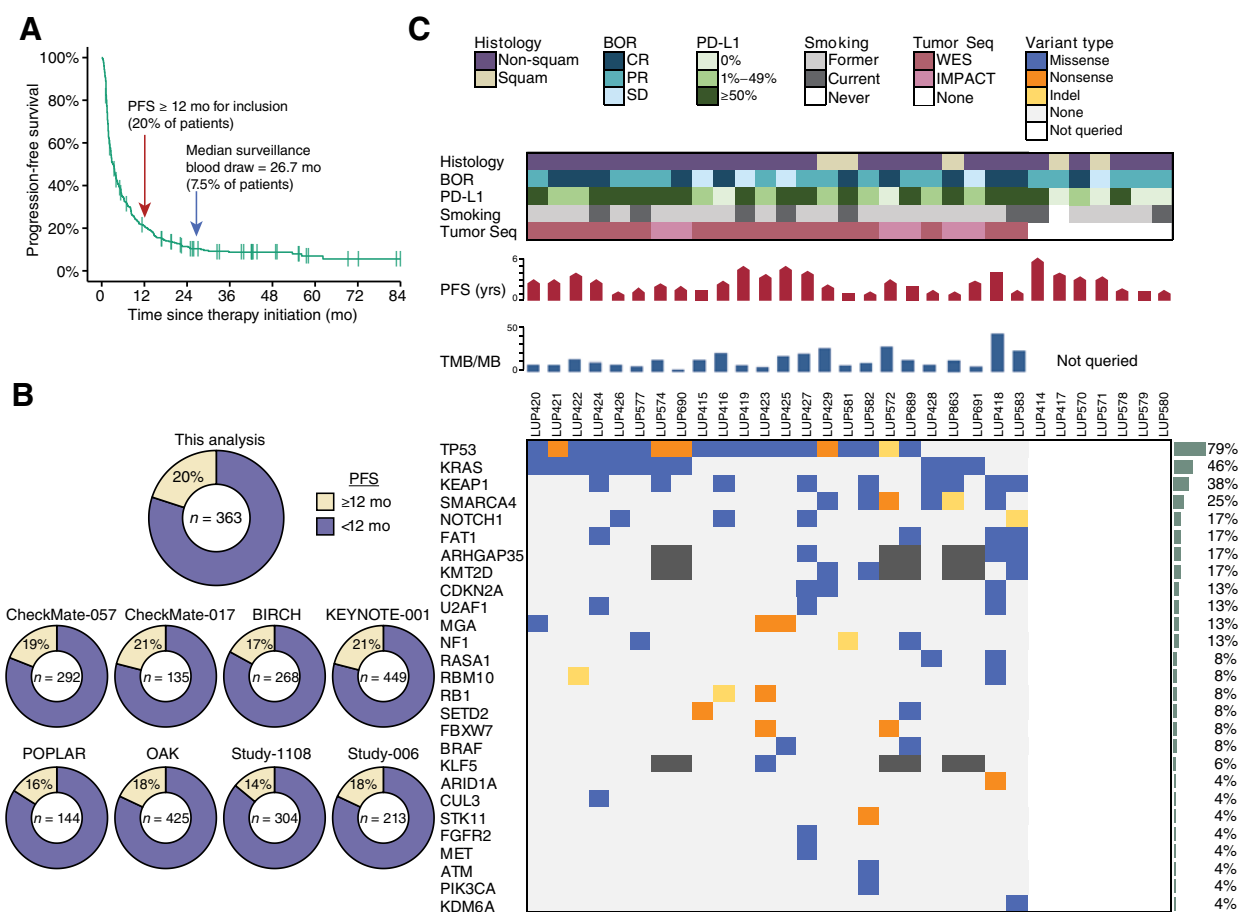 A
100%
80%
60%
40%
20%
0%
Progression-free survival
PFS ≥ 12 mo for inclusion
(20% of patients)
Median surveillance
blood draw = 26.7 mo
(7.5% of patients)
0 12 24 36 48 60 72 84
Time since therapy initiation (mo)
B
This analysis
20%
n = 363
PFS
≥12 mo
<12 mo
CheckMate-057 CheckMate-017 BIRCH KEYNOTE-001
19% 21% 17% 21%
n = 292 n = 135 n = 268 n = 449
POPLAR OAK Study-1108 Study-006
16% 18% 14% 18%
n = 144 n = 425 n = 304 n = 213
C
Histology
Non-squam
Squam
BOR
CR
PR
SD
PD-L1
0%
1%–49%
≥50%
Smoking
Former
Current
Never
Tumor Seq
WES
IMPACT
None
Variant type
Missense
Nonsense
Indel
None
Not queried
Histology
BOR
PD-L1
Smoking
Tumor Seq
PFS (yrs)
6
0
TMB/MB
50
0
Not queried
LUP420 LUP421 LUP422 LUP424 LUP426 LUP577 LUP574 LUP690 LUP415 LUP416 LUP419 LUP423 LUP425 LUP427 LUP429 LUP581 LUP582 LUP572 LUP689 LUP428 LUP863 LUP691 LUP418 LUP583 LUP414 LUP417 LUP570 LUP571 LUP578 LUP579 LUP580
TP53 79%
KRAS 46%
KEAP1 38%
SMARCA4 25%
NOTCH1 17%
FAT1 17%
ARHGAP35 17%
KMT2D 17%
CDKN2A 13%
U2AF1 13%
MGA 13%
NF1 13%
RASA1 8%
RBM10 8%
RB1 8%
SETD2 8%
FBXW7 8%
BRAF 8%
KLF5 6%
ARID1A 4%
CUL3 4%
STK11 4%
FGFR2 4%
MET 4%
ATM 4%
PIK3CA 4%
KDM6A 4%